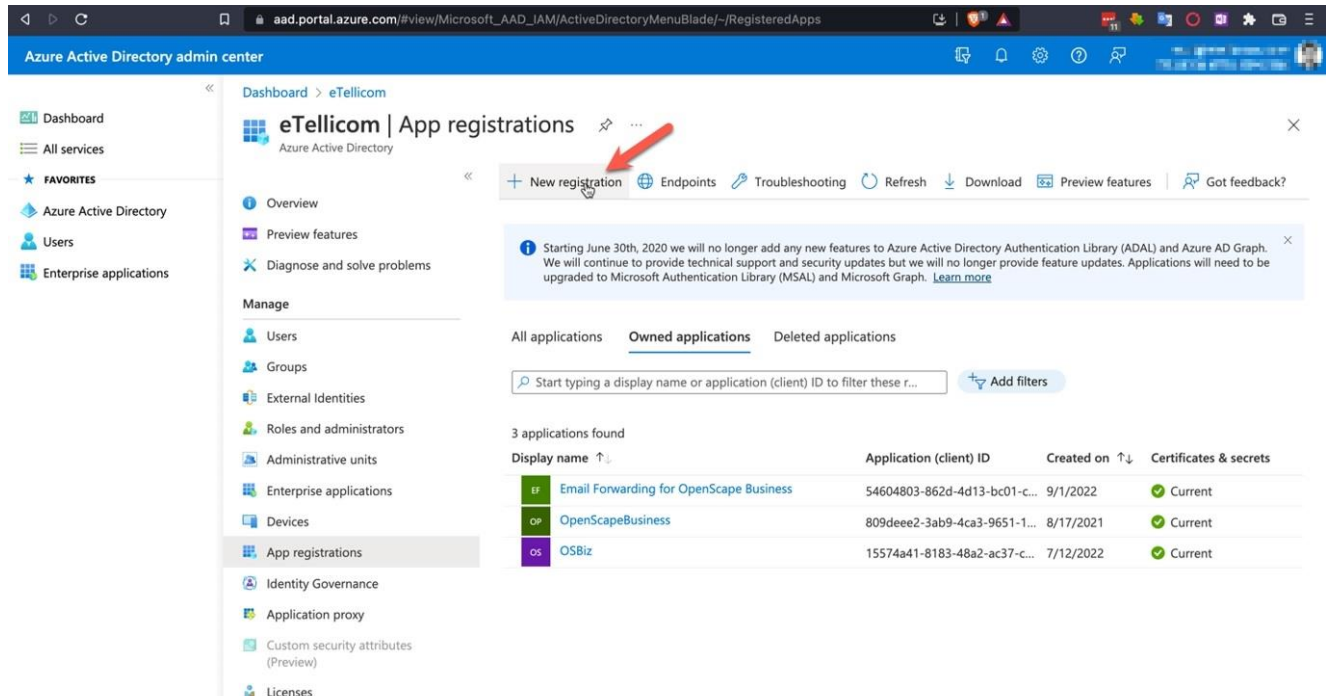 aad.portal.azure.com/#view/Microsoft_AAD_IAM/ActiveDirectoryMenuBlade/~/RegisteredApps
11
Azure Active Directory admin center
Dashboard
All services
FAVORITES
Azure Active Directory
Users
Enterprise applications
Dashboard > eTellicom
eTellicom | App registrations
Azure Active Directory
Overview
Preview features
Diagnose and solve problems
Manage
Users
Groups
External Identities
Roles and administrators
Administrative units
Enterprise applications
Devices
App registrations
Identity Governance
Application proxy
Custom security attributes
(Preview)
Licenses
New registration Endpoints Troubleshooting Refresh Download Preview features Got feedback?
Starting June 30th, 2020 we will no longer add any new features to Azure Active Directory Authentication Library (ADAL) and Azure AD Graph.
We will continue to provide technical support and security updates but we will no longer provide feature updates. Applications will need to be
upgraded to Microsoft Authentication Library (MSAL) and Microsoft Graph. Learn more
All applications Owned applications Deleted applications
Start typing a display name or application (client) ID to filter these r...
Add filters
3 applications found
Display name Application (client) ID Created on Certificates & secrets
EF Email Forwarding for OpenScape Business 54604803-862d-4d13-bc01-c... 9/1/2022 Current
OP OpenScapeBusiness 809deee2-3ab9-4ca3-9651-1... 8/17/2021 Current
OS OSBiz 15574a41-8183-48a2-ac37-c... 7/12/2022 Current